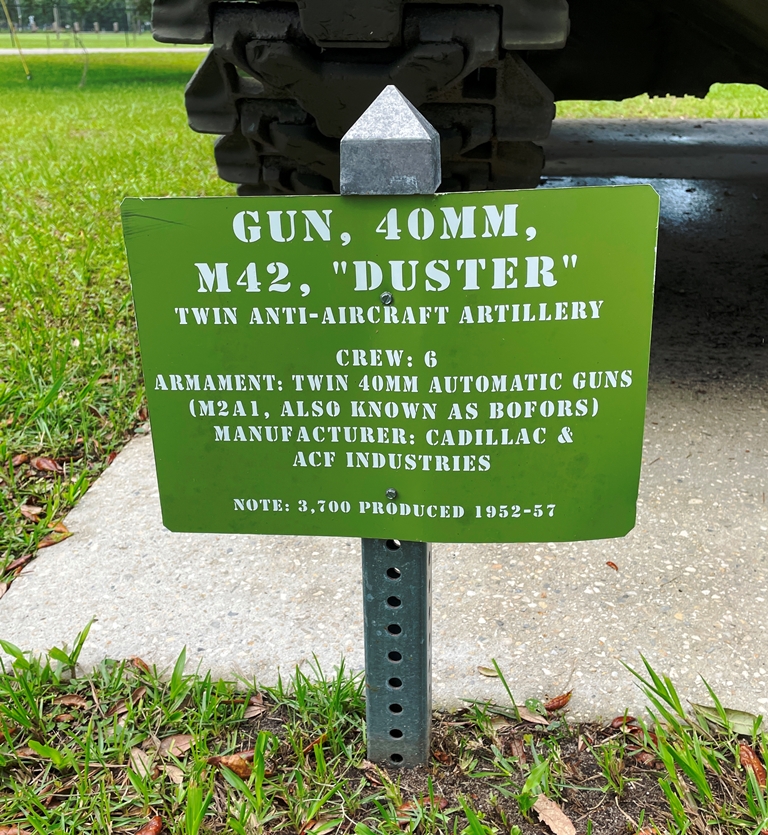 GUN, 40MM,
M42, "DUSTER"
TWIN ANTI-AIRCRAFT ARTILLERY
CREW: 6
ARMAMENT: TWIN 40MM AUTOMATIC GUNS
(M2A1, ALSO KNOWN AS BOFORS)
MANUFACTURER: CADILLAC &
ACF INDUSTRIES
NOTE: 3,700 PRODUCED 1952-57